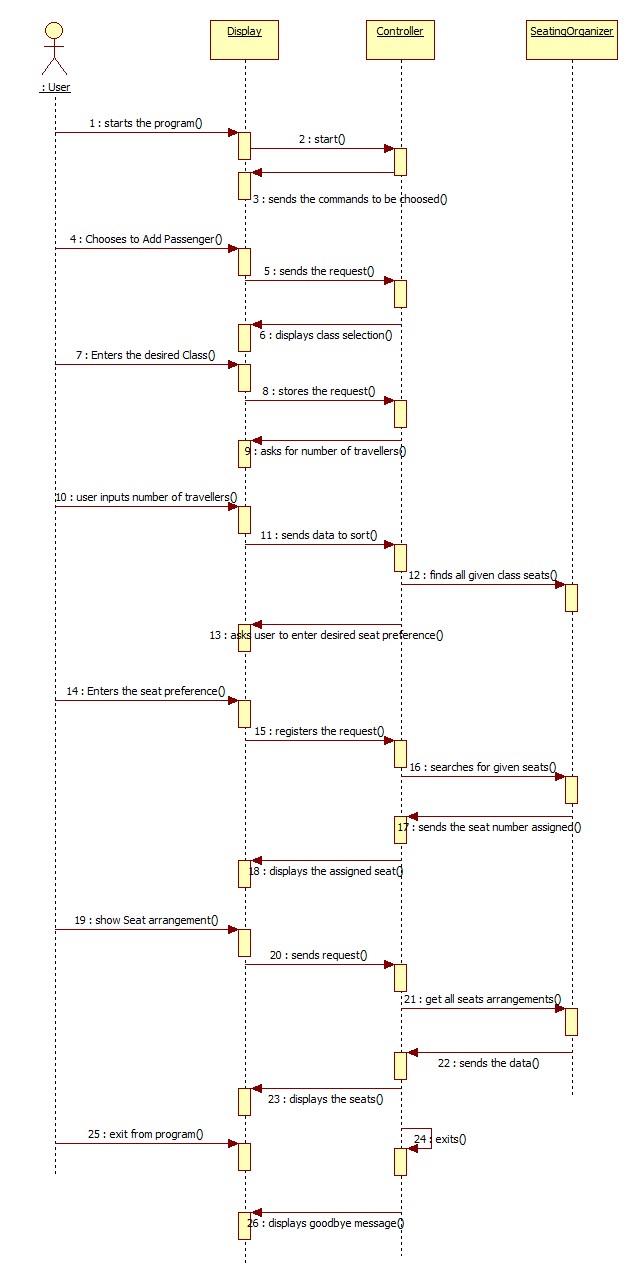 Display
Controller
SeatingOrganizer
: User
1 : starts the program()
2 : start()
3 : sends the commands to be choosed()
4 : Chooses to Add Passenger()
5 : sends the request()
6 : displays class selection()
7 : Enters the desired Class()
8 : stores the request()
9 : asks for number of travellers()
10 : user inputs number of travellers()
11 : sends data to sort()
12 : finds all given class seats()
13 : asks user to enter desired seat preference()
14 : Enters the seat preference()
15 : registers the request()
16 : searches for given seats()
17 : sends the seat number assigned()
18 : displays the assigned seat()
19 : show Seat arrangement()
20 : sends request()
21 : get all seats arrangements()
22 : sends the data()
23 : displays the seats()
25 : exit from program()
24 : exits()
26 : displays goodbye message()